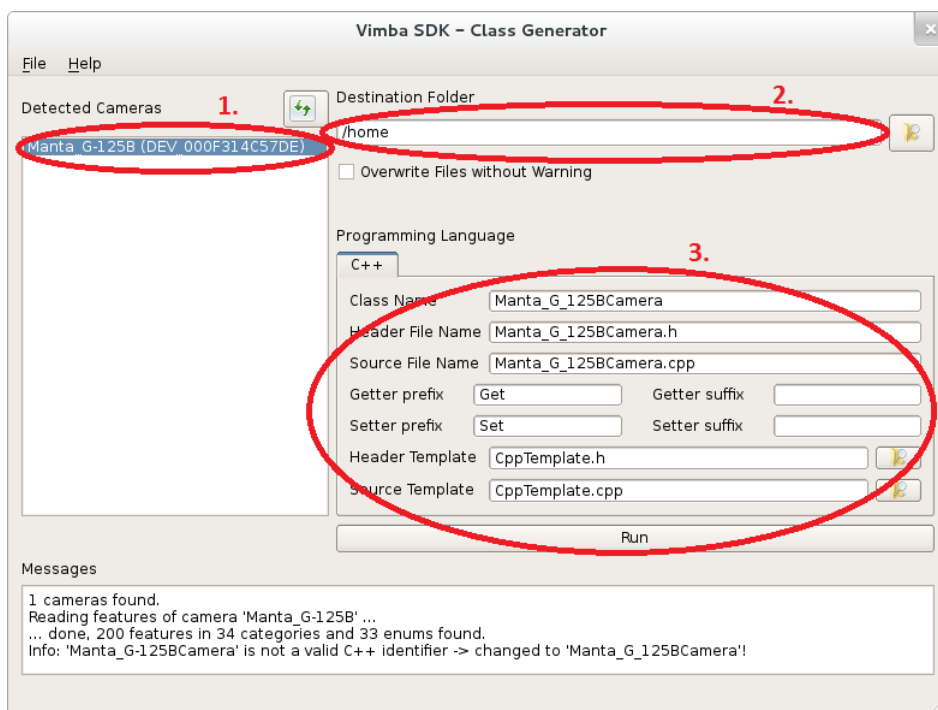 Vimba SDK – Class Generator
File Help
Detected Cameras
1.
Manta_G-125B (DEV_000F314C57DE)
Destination Folder
2.
/home
Overwrite Files without Warning
Programming Language
3.
C++
Class Name Manta_G_125BCamera
Header File Name Manta_G_125BCamera.h
Source File Name Manta_G_125BCamera.cpp
Getter prefix Get Getter suffix
Setter prefix Set Setter suffix
Header Template CppTemplate.h
Source Template CppTemplate.cpp
Run
Messages
1 cameras found.
Reading features of camera 'Manta_G-125B' ...
... done, 200 features in 34 categories and 33 enums found.
Info: 'Manta_G-125BCamera' is not a valid C++ identifier -> changed to 'Manta_G_125BCamera'!